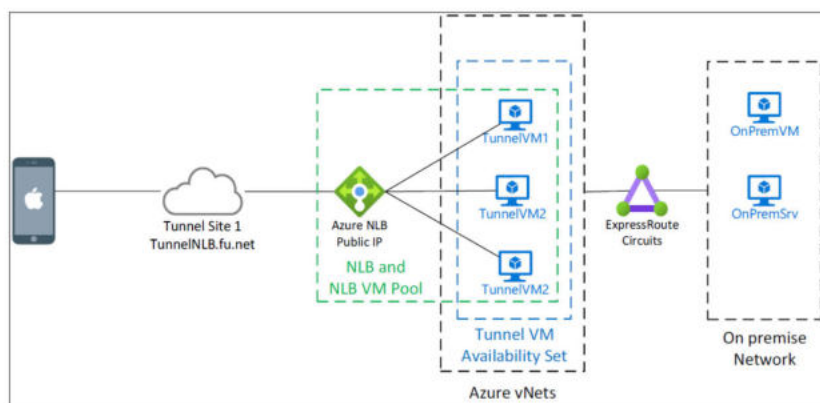 Tunnel Site 1
TunnelNLB.fu.net
Azure NLB
Public IP
NLB and
NLB VM Pool
TunnelVM1
TunnelVM2
TunnelVM2
Tunnel VM
Availability Set
Azure vNets
ExpressRoute
Circuits
OnPremVM
OnPremSrv
On premise
Network